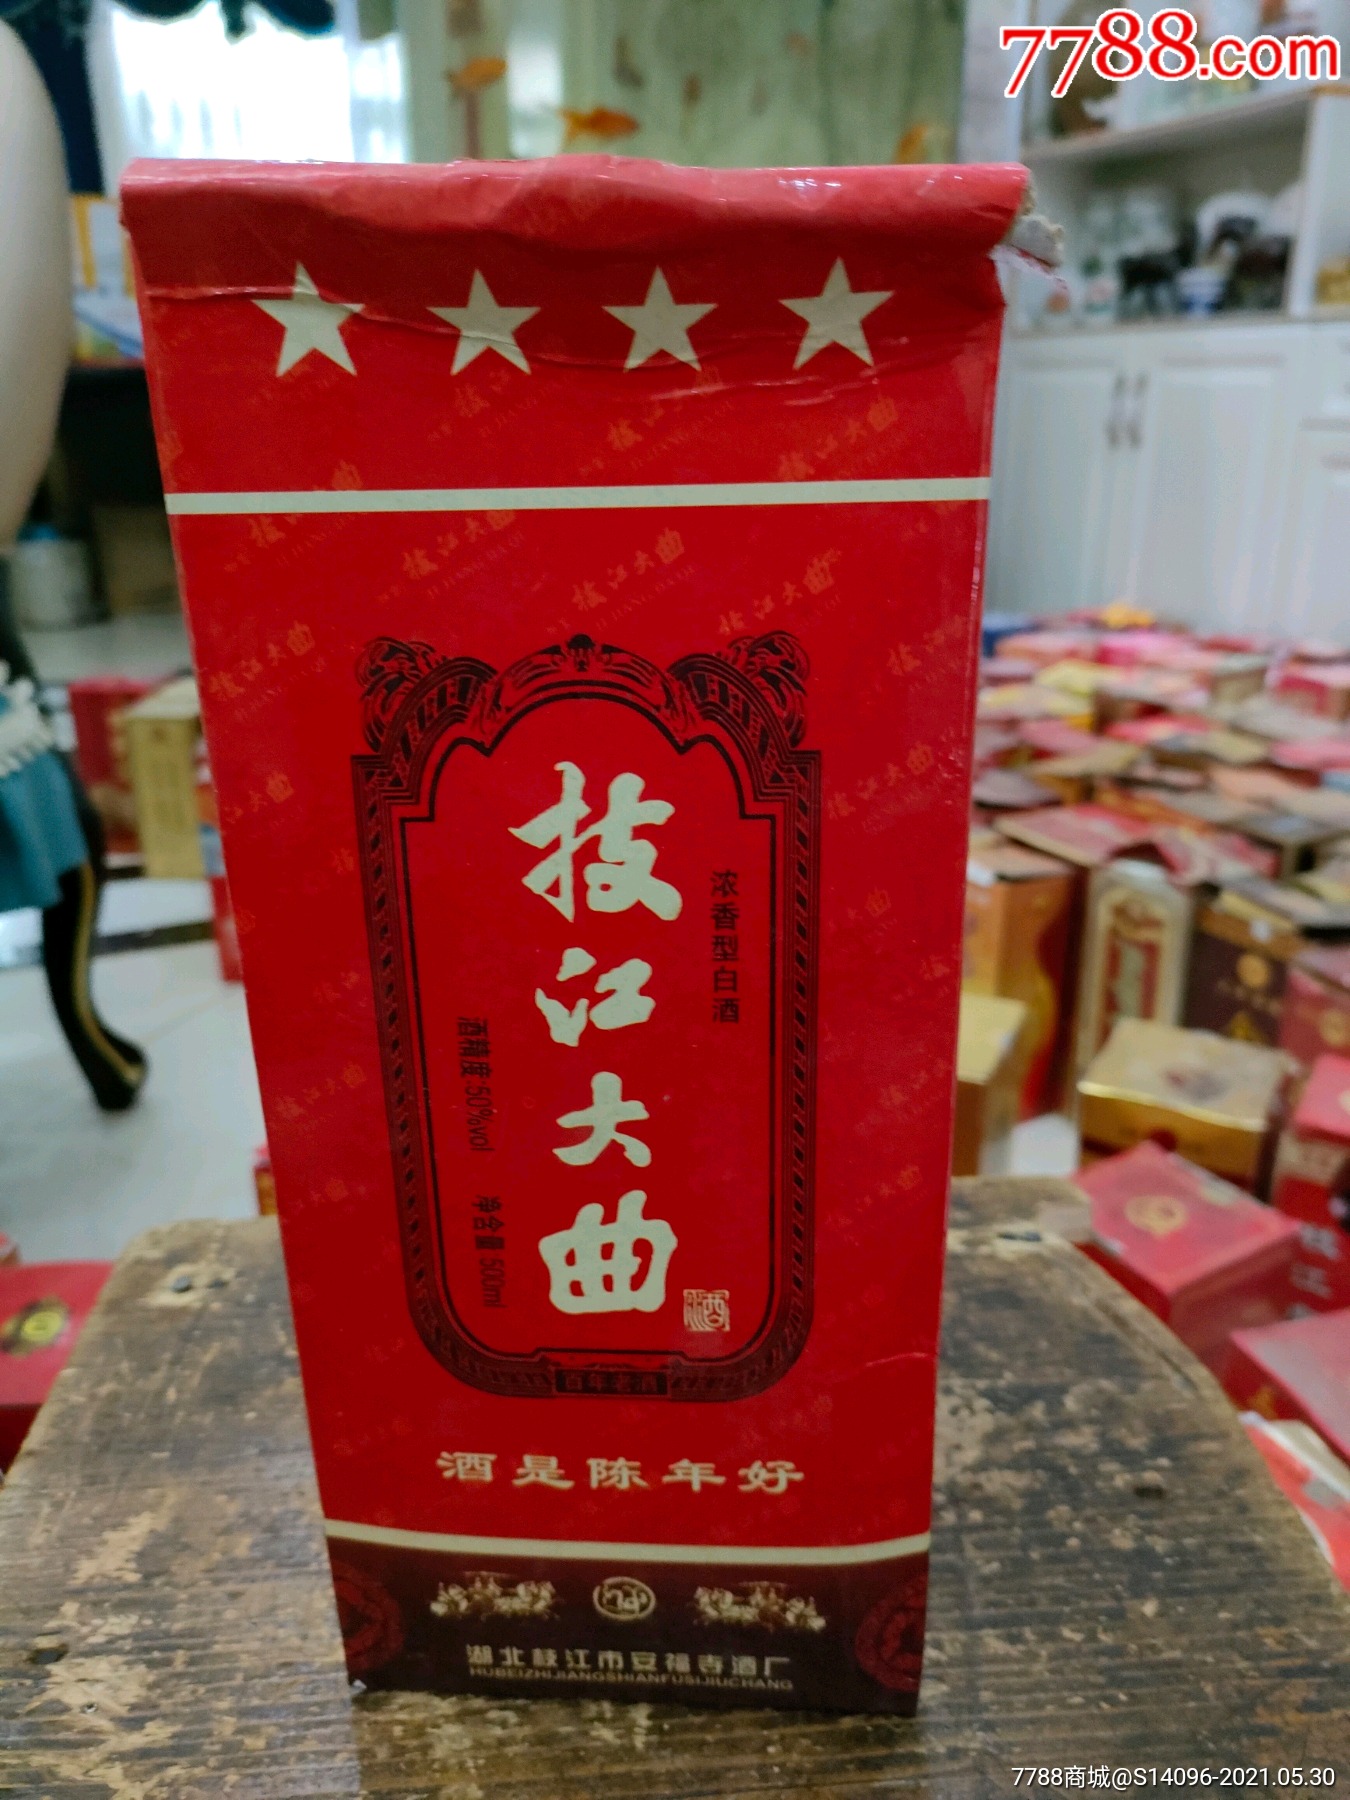 7788.com
技江大曲
浓香型白酒
酒精度:50%vol 净含量:500ml
酒
百年老酒
酒是陈年好
湖北枝江市安福寺酒厂
HUBEIZHIJIANGSHIANFUSIJIUCHANG
7788商城@S14096-2021.05.30